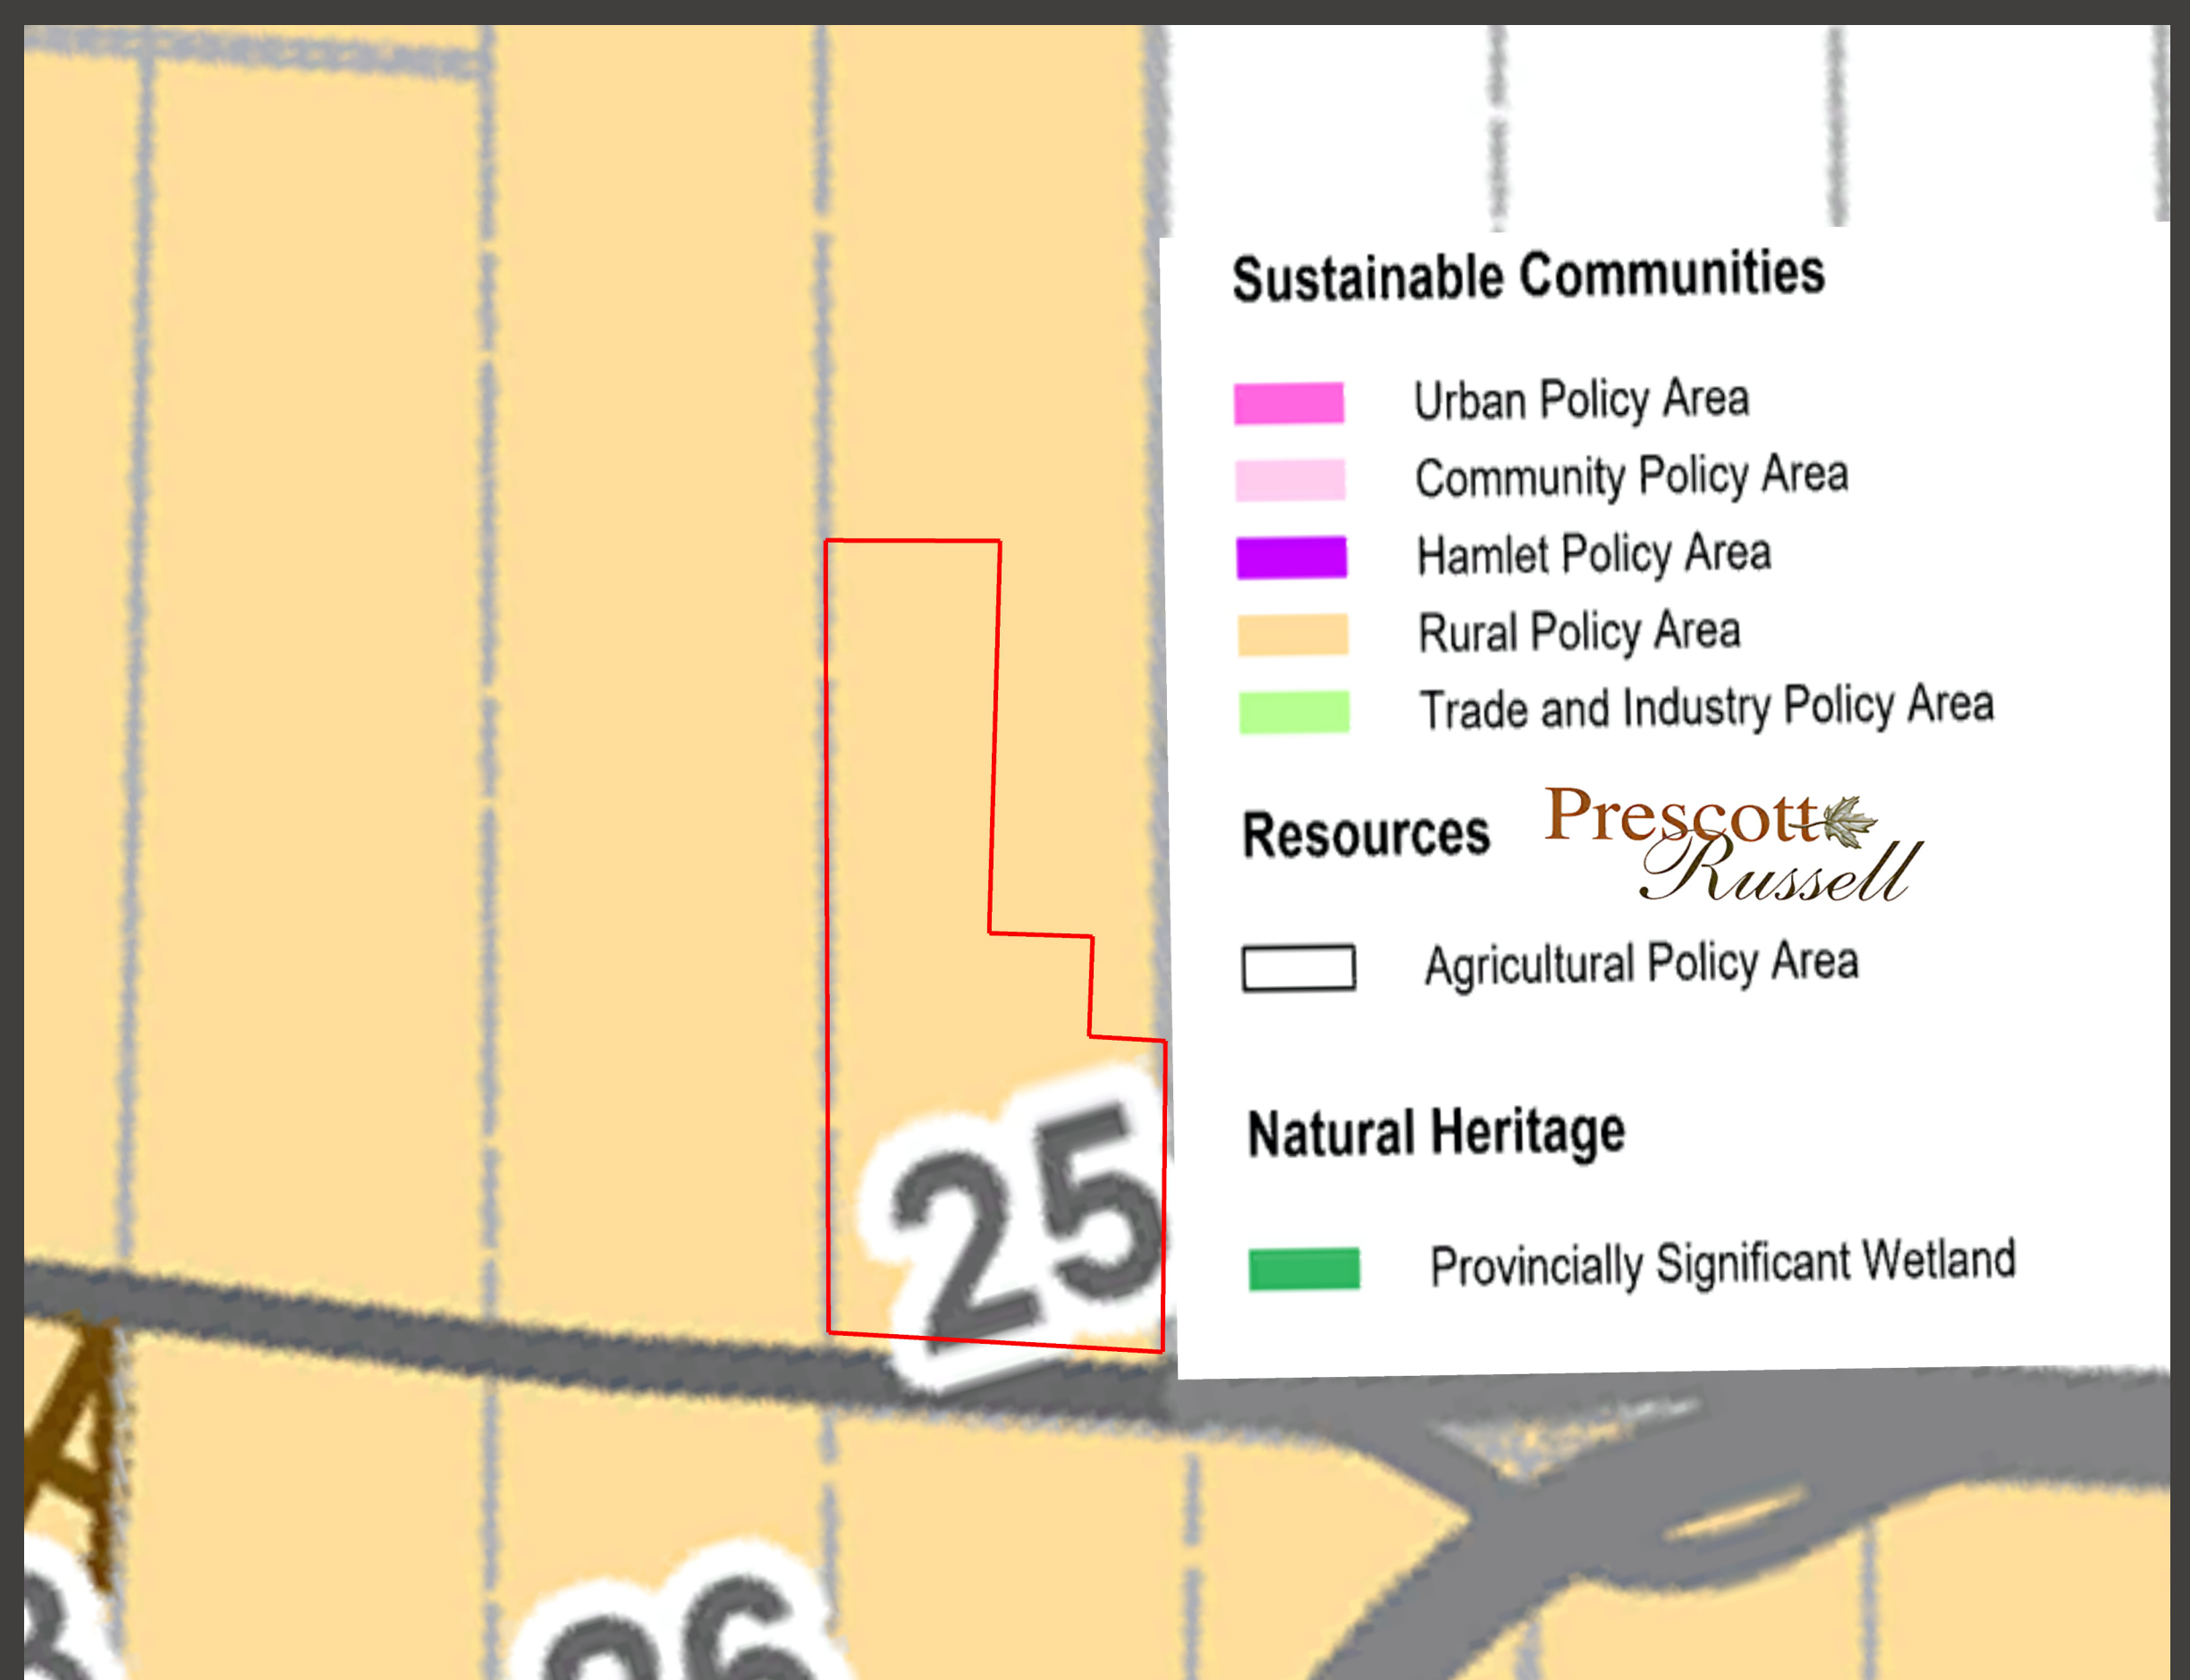 Sustainable Communities
Urban Policy Area
Community Policy Area
Hamlet Policy Area
Rural Policy Area
Trade and Industry Policy Area
Resources
Prescott
Russell
Agricultural Policy Area
25
Natural Heritage
Provincially Significant Wetland
A